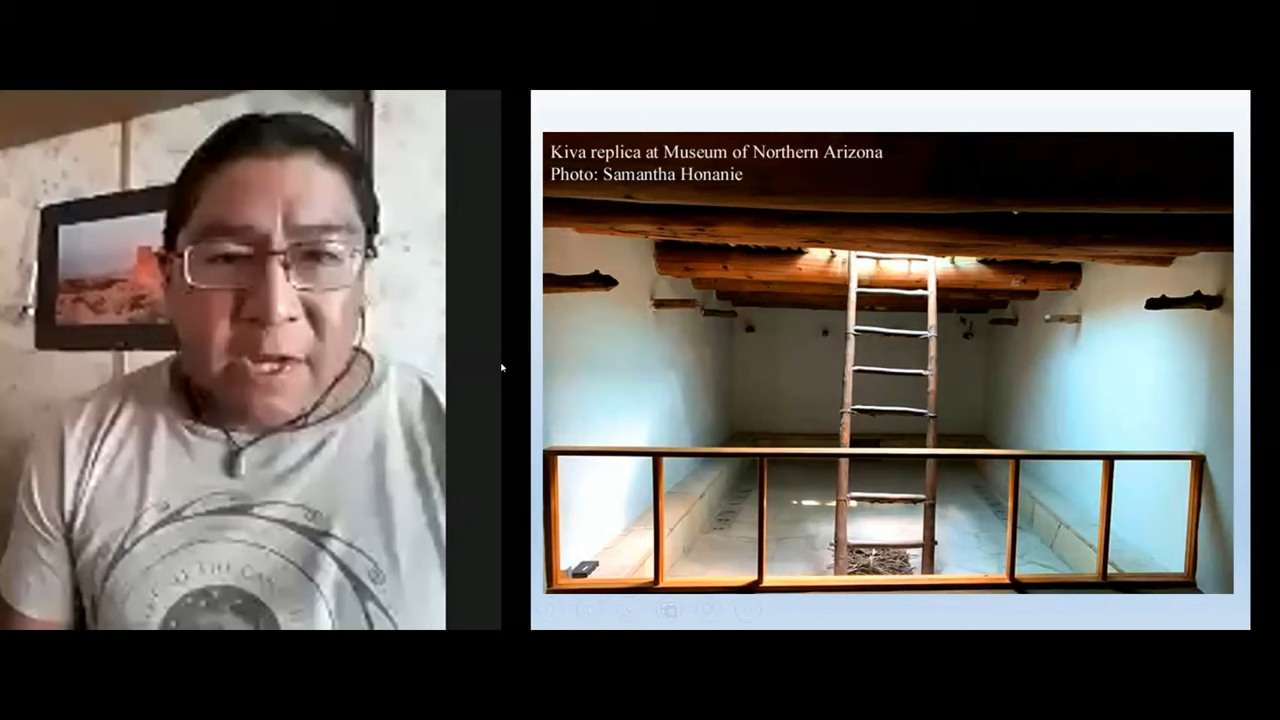 Kiva replica at Museum of Northern Arizona
Photo: Samantha Honanie